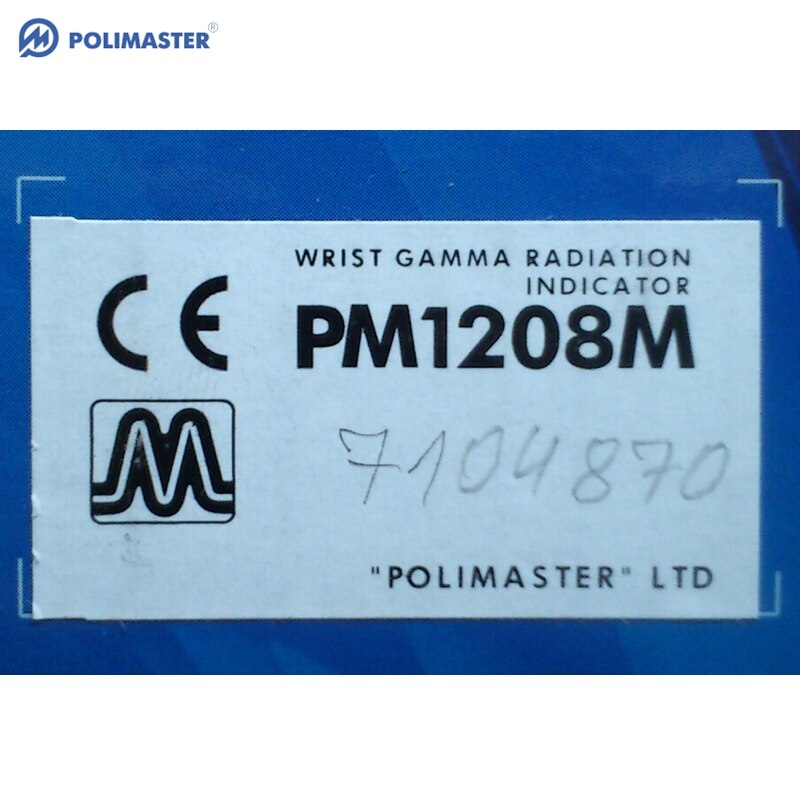 POLIMASTER®
WRIST GAMMA RADIATION
INDICATOR
CE
PM1208M
7104870
"POLIMASTER" LTD